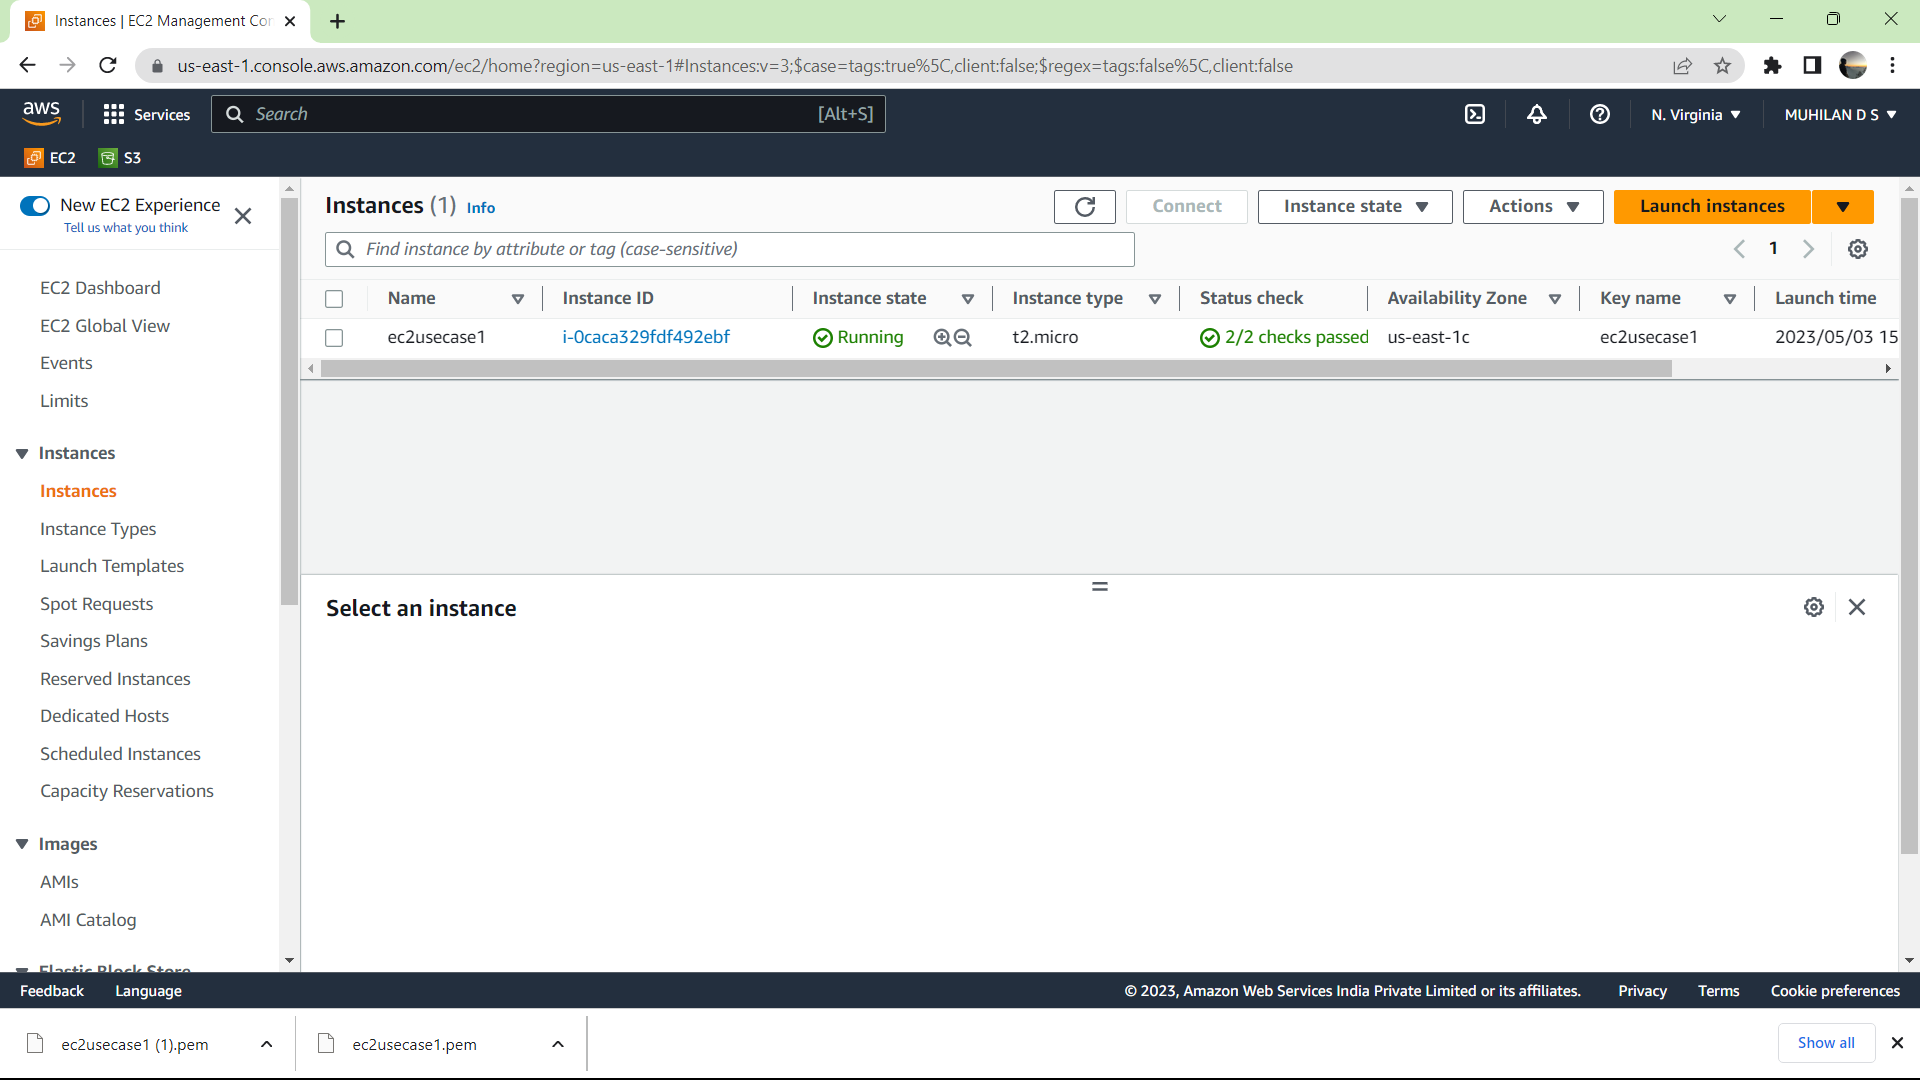 Instances | EC2 Management Con
us-east-1.console.aws.amazon.com/ec2/home?region=us-east-1#Instances:v=3;$case=tags:true%5C,client:false;$regex=tags:false%5C,client:false
aws Services Search [Alt+S] N. Virginia MUHILAN D S
EC2 S3
New EC2 Experience
Tell us what you think
EC2 Dashboard
EC2 Global View
Events
Limits
Instances
Instances
Instance Types
Launch Templates
Spot Requests
Savings Plans
Reserved Instances
Dedicated Hosts
Scheduled Instances
Capacity Reservations
Images
AMIs
AMI Catalog
Elastic Block Store
Instances (1) Info Connect Instance state Actions Launch instances
Find instance by attribute or tag (case-sensitive) 1
Name Instance ID Instance state Instance type Status check Availability Zone Key name Launch time
ec2usecase1 i-0caca329fdf492ebf Running t2.micro 2/2 checks passed us-east-1c ec2usecase1 2023/05/03 15
Select an instance
Feedback Language © 2023, Amazon Web Services India Private Limited or its affiliates. Privacy Terms Cookie preferences
ec2usecase1 (1).pem ec2usecase1.pem Show all